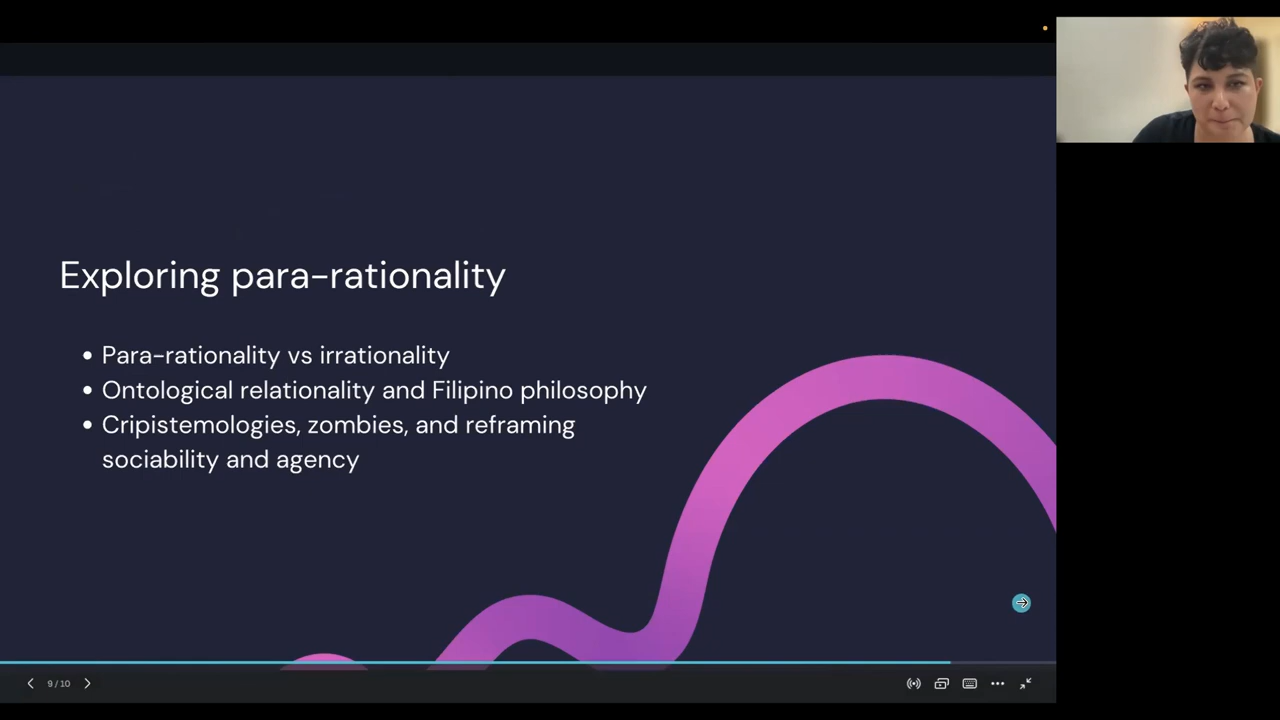 Exploring para-rationality
• Para-rationality vs irrationality
• Ontological relationality and Filipino philosophy
• Cripistemologies, zombies, and reframing
sociability and agency
9 / 10